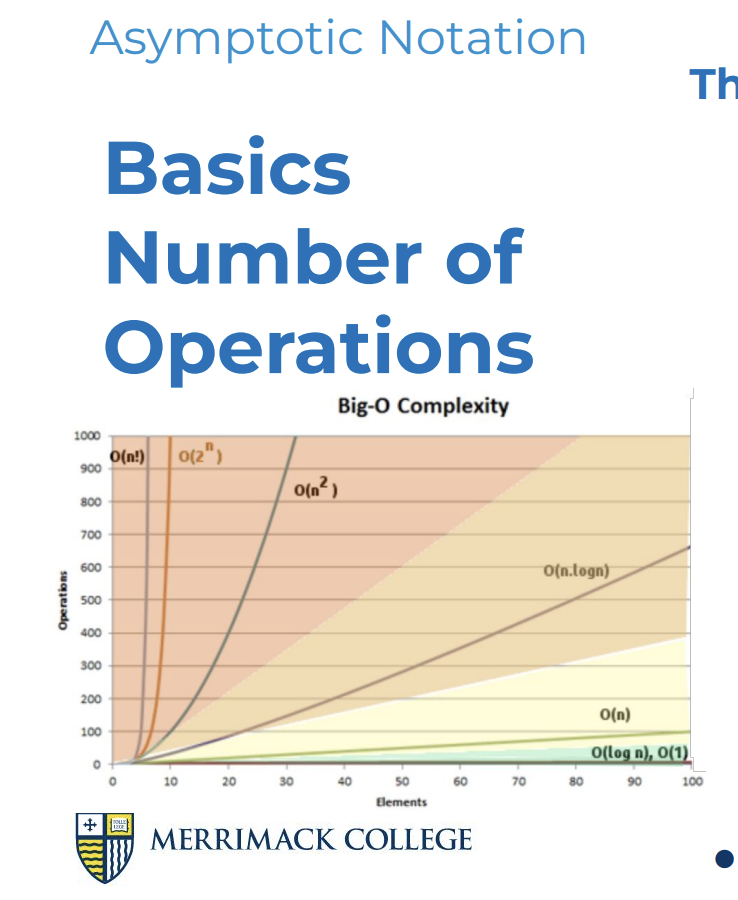 Asymptotic Notation
Th
Basics
Number of
Operations
Big-O Complexity
1000
900
800
700
600
500
400
300
200
100
0
Operations
O(n!)
O(2^n)
O(n^2)
O(n.logn)
O(n)
O(log n), O(1)
0 10 20 30 40 50 60 70 80 90 100
Elements
TOLLE
LEGE
MERRIMACK COLLEGE